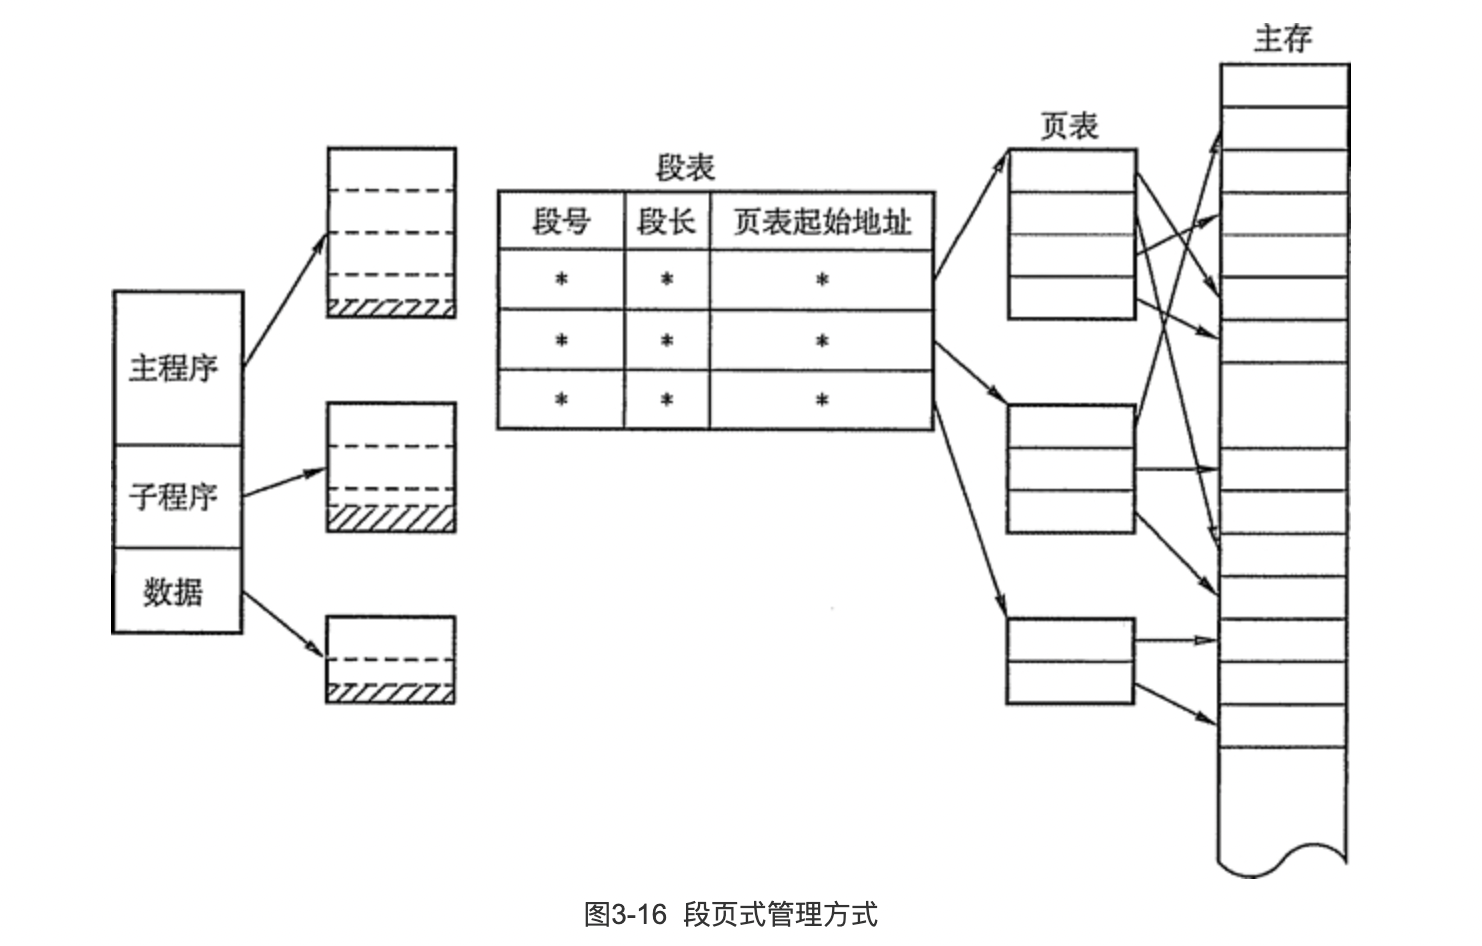 主存
页表
段表
段号 段长 页表起始地址
* * *
* * *
* * *
主程序
子程序
数据
图3-16 段页式管理方式